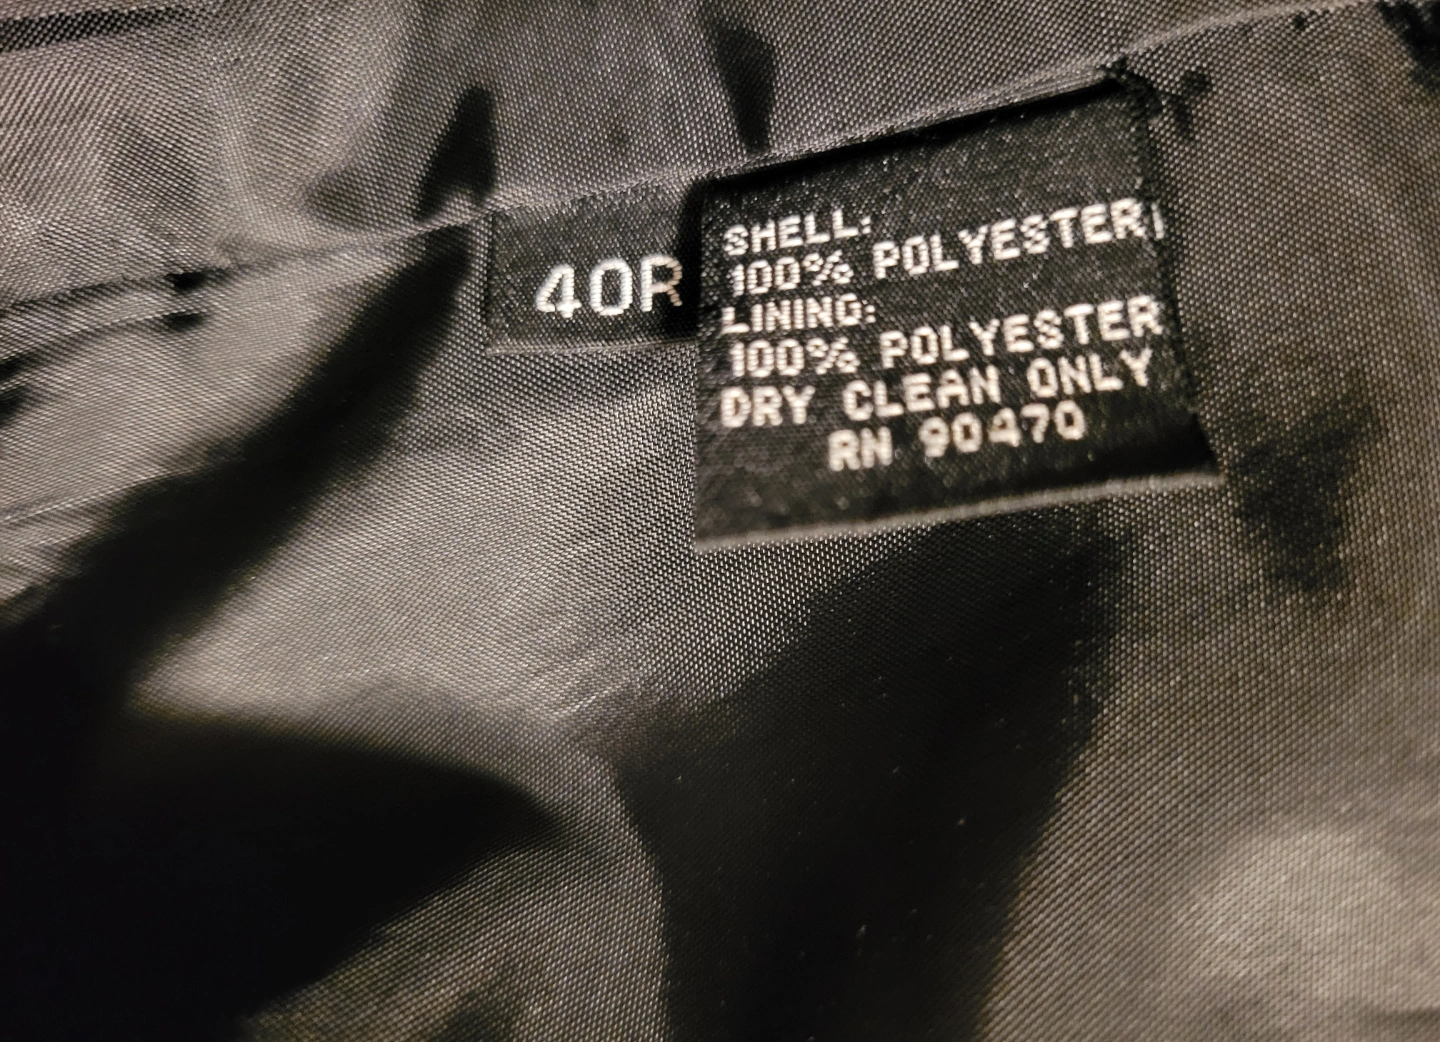 40R
SHELL:
100% POLYESTER
LINING:
100% POLYESTER
DRY CLEAN ONLY
RN 90470